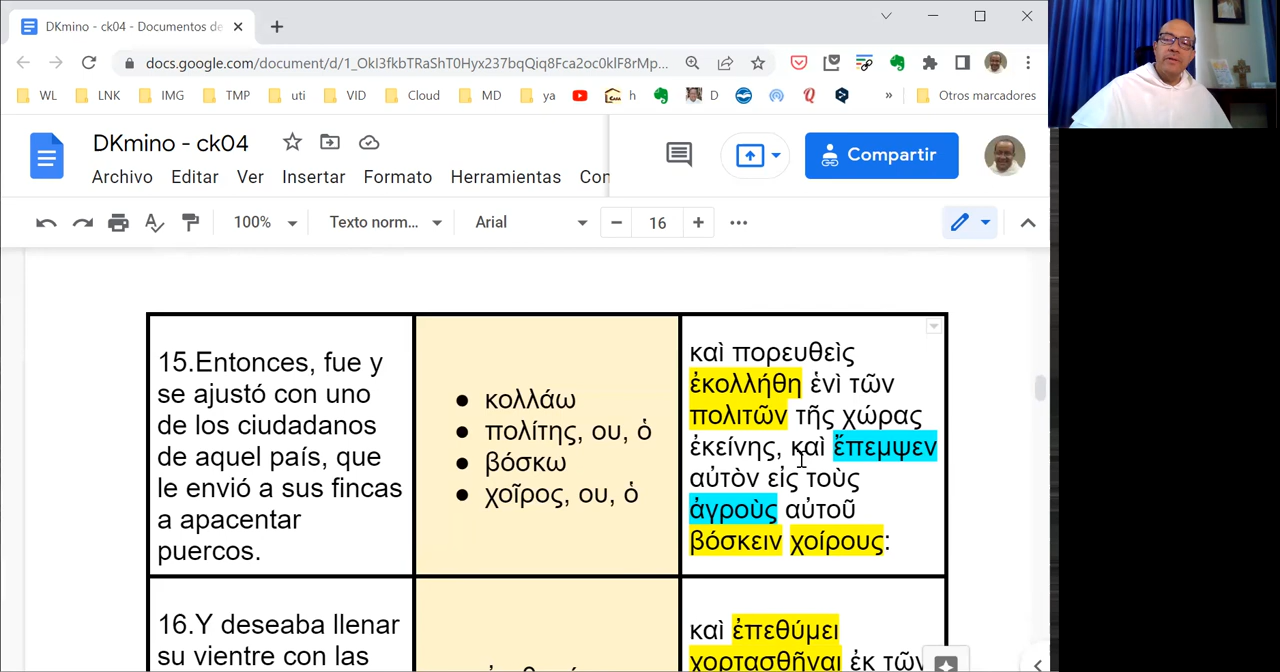 DKmino - ck04 - Documentos de
docs.google.com/document/d/1_OkI3fkbTRaShT0Hyx237bqQiq8Fca2oc0kIF8rMp...
WL LNK IMG TMP uti VID Cloud MD ya h D » Otros marcadores
DKmino - ck04
Compartir
Archivo Editar Ver Insertar Formato Herramientas Con
100% Texto norm... Arial 16
15.Entonces, fue y
se ajustó con uno
de los ciudadanos
de aquel país, que
le envió a sus fincas
a apacentar
puercos.
κολλάω
πολίτης, ου, ὁ
βόσκω
χοῖρος, ου, ὁ
καὶ πορευθεὶς
ἐκολλήθη ἑνὶ τῶν
πολιτῶν τῆς χώρας
ἐκείνης, καὶ ἔπεμψεν
αὐτὸν εἰς τοὺς
ἀγροὺς αὐτοῦ
βόσκειν χοίρους:
16.Y deseaba llenar
su vientre con las
καὶ ἐπεθύμει
χορτασθῆναι ἐκ τῶν